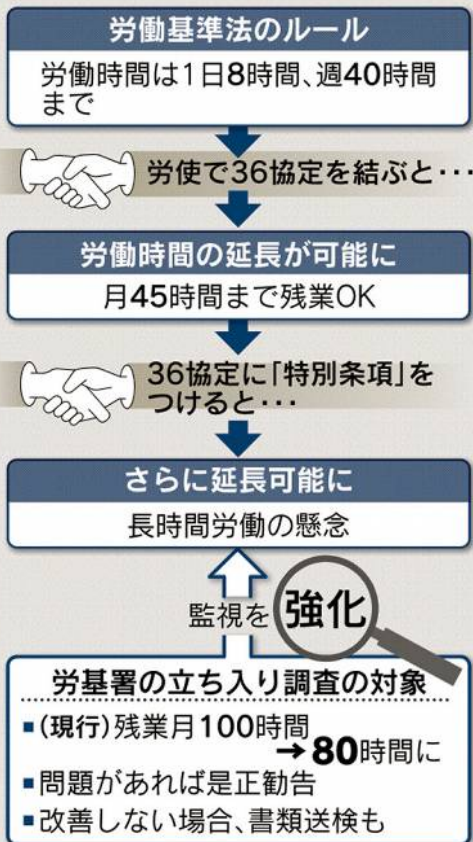 労働基準法のルール
労働時間は1日8時間、週40時間
まで
労使で36協定を結ぶと・・・
労働時間の延長が可能に
月45時間まで残業OK
36協定に「特別条項」を
つけると・・・
さらに延長可能に
長時間労働の懸念
監視を強化
労基署の立ち入り調査の対象
▪(現行)残業月100時間
→80時間に
▪問題があれば是正勧告
▪改善しない場合、書類送検も